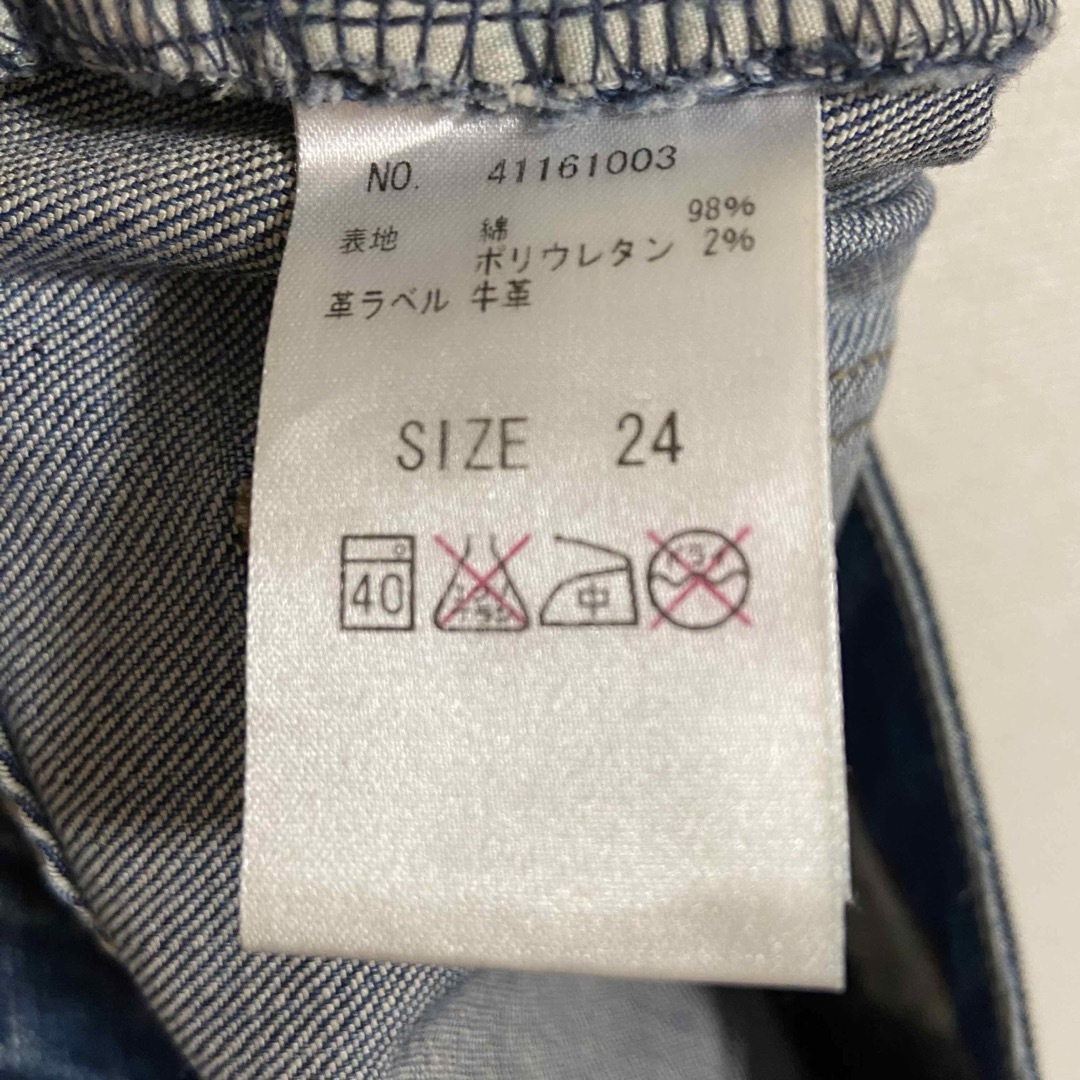 NO. 41161003
表地 綿 98%
ポリウレタン 2%
革ラベル 牛革
SIZE 24
40 中